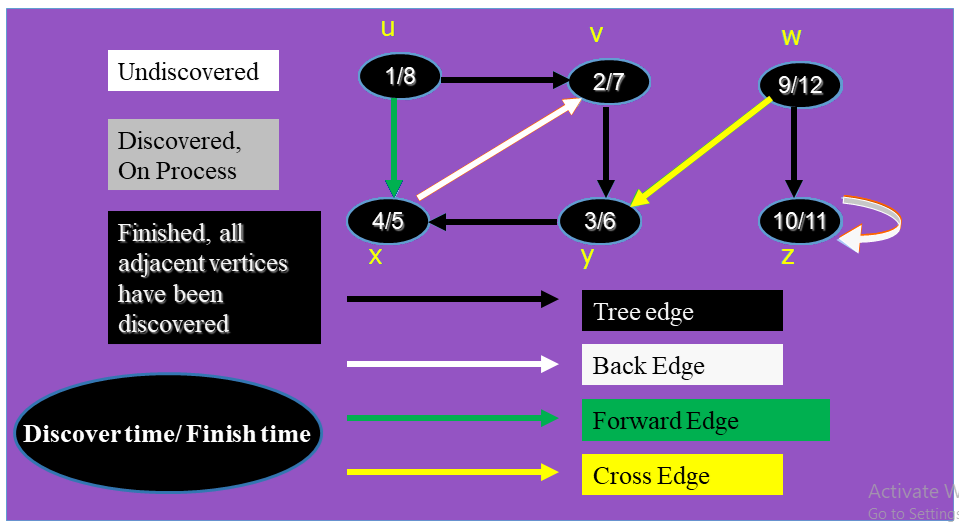 u
v
w
Undiscovered
1/8
2/7
9/12
Discovered,
On Process
4/5
3/6
10/11
x
y
z
Finished, all
adjacent vertices
have been
discovered
Tree edge
Back Edge
Forward Edge
Cross Edge
Discover time/ Finish time
Activate W
Go to Settings